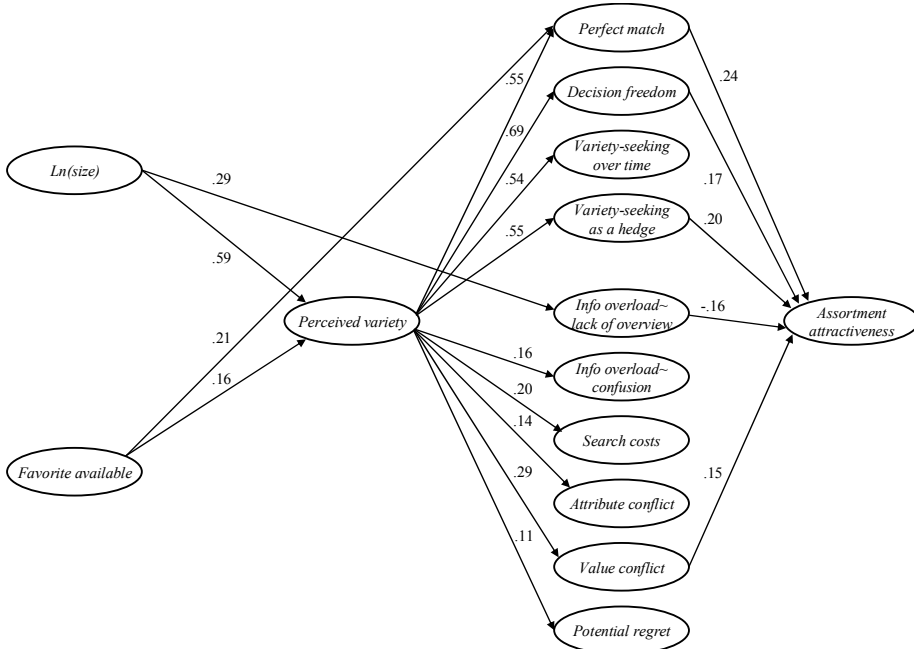 Perfect match
.24
.55
Decision freedom
.69
Variety-seeking
over time
Ln(size)
.29
.54
.17
Variety-seeking
as a hedge
.55
.20
.59
Info overload~
lack of overview
-.16
Perceived variety
Assortment
attractiveness
.21
.16
.16
Info overload~
confusion
.20
.14
Search costs
Favorite available
.29
.15
Attribute conflict
.11
Value conflict
Potential regret